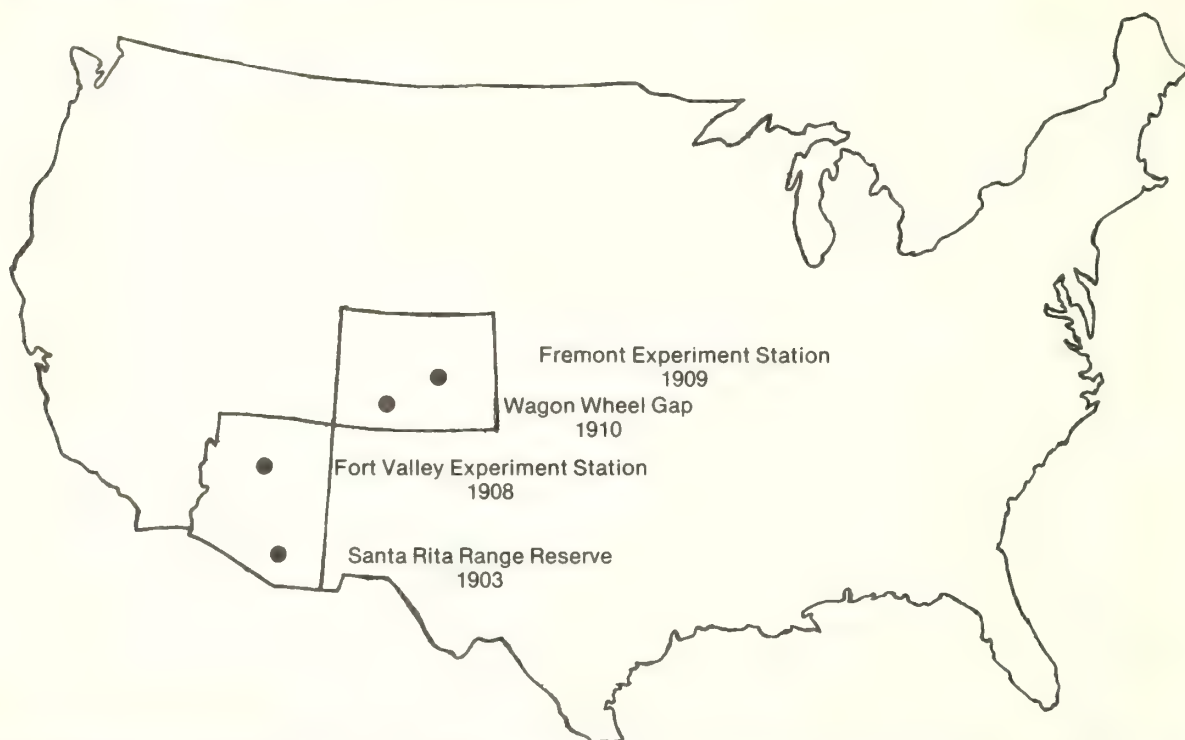 Fremont Experiment Station
1909
Wagon Wheel Gap
1910
Fort Valley Experiment Station
1908
Santa Rita Range Reserve
1903